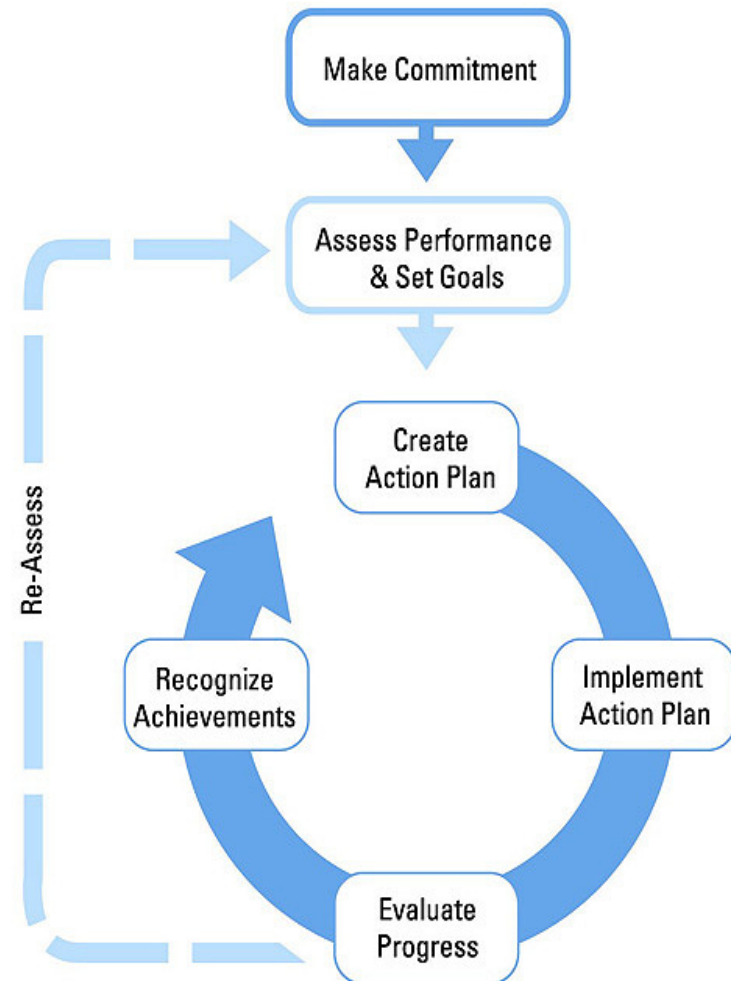 Make Commitment
Assess Performance
& Set Goals
Create
Action Plan
Re-Assess
Recognize
Achievements
Implement
Action Plan
Evaluate
Progress